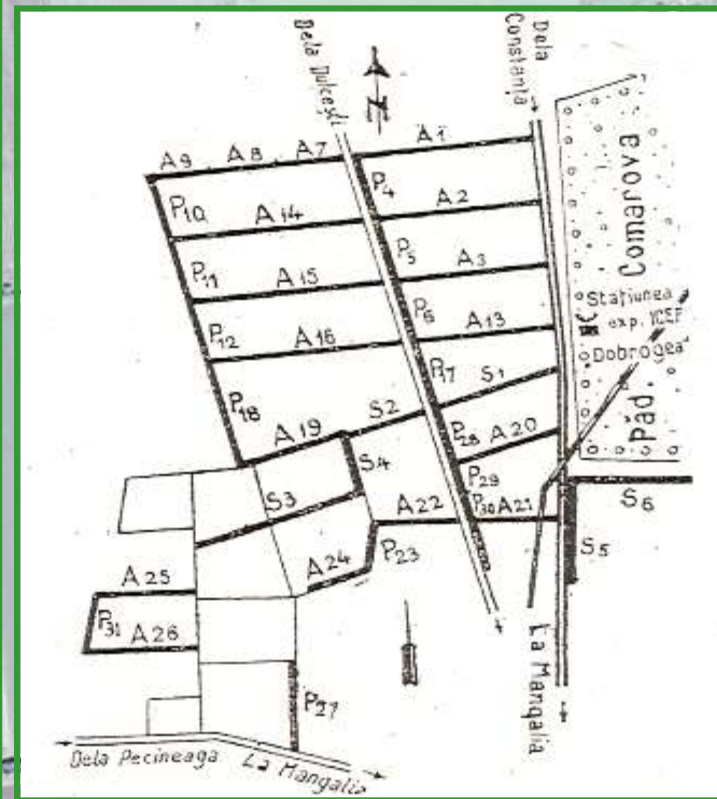 Dela Dulcești
Dela
Constanța
N
A9 A8 A7 A1
P10 A14 P4 A2
P11 A15 P5 A3
P12 A16 P6 A13
P18 P17 S1
A19 S2 P28 A20
S4 P29
S3 A22 P30 A21
P23 A24
A25
P31 A26
P27
S6
S5
Păd. Comarova
Stațiunea
exp. ICEF
Dobrogea
La Mangalia
Dela Pecineaga La Mangalia